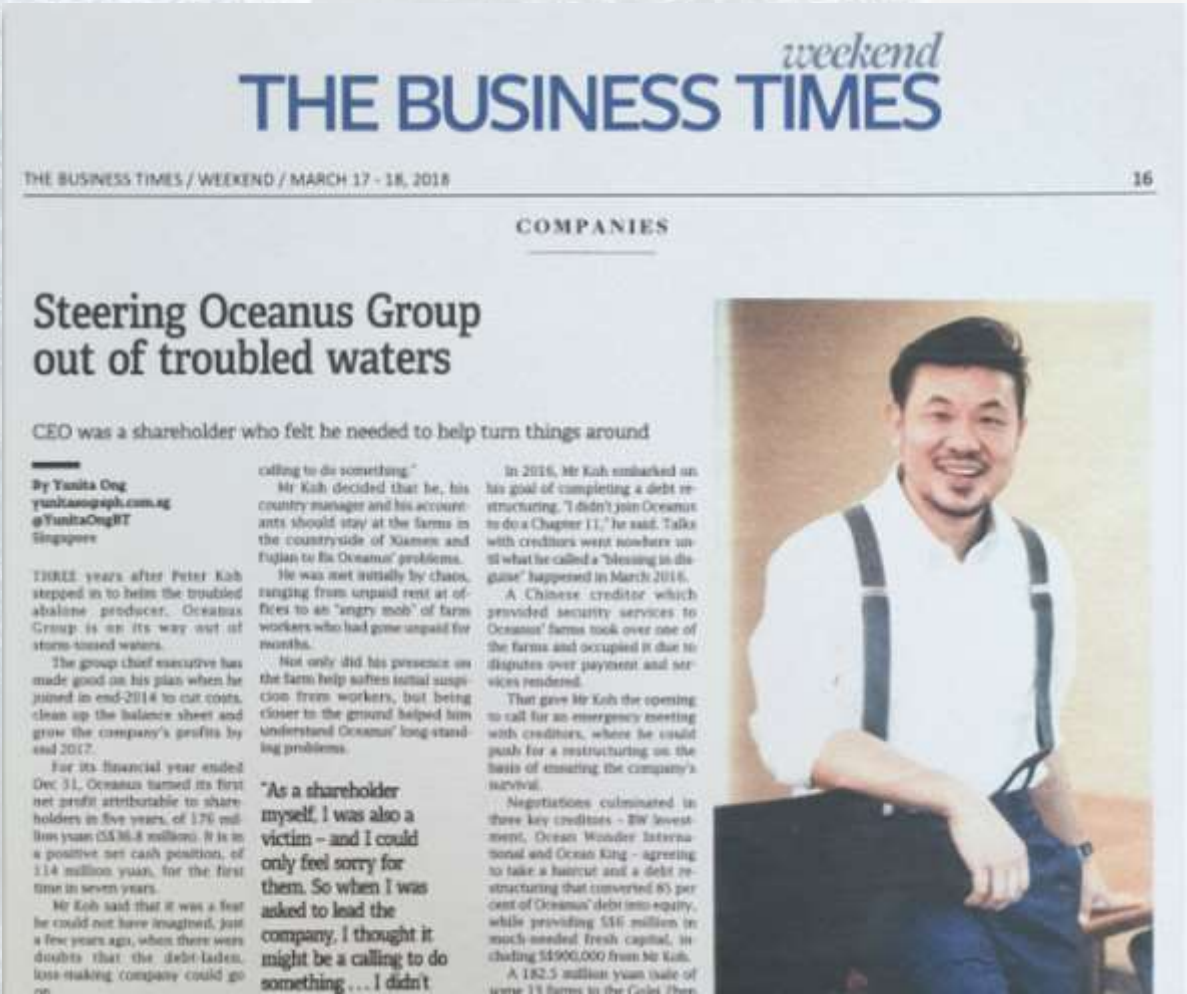 weekend
THE BUSINESS TIMES
THE BUSINESS TIMES / WEEKEND / MARCH 17 - 18, 2018
16
COMPANIES
Steering Oceanus Group
out of troubled waters
CEO was a shareholder who felt he needed to help turn things around
By Yunita Ong
yunitaso@sph.com.sg
@YunitaOngBT
Singapore
THREE years after Peter Koh
stepped in to helm the troubled
abalone producer, Oceanus
Group is on its way out of
storm-tossed waters.
The group chief executive has
made good on his plan when he
joined in end-2014 to cut costs,
clean up the balance sheet and
grow the company's profits by
end 2017.
For its financial year ended
Dec 31, Oceanus turned its first
net profit attributable to share-
holders in five years, of 176 mil-
lion yuan (S$36.8 million). It is in
a positive net cash position, of
114 million yuan, for the first
time in seven years.
Mr Koh said that it was a feat
he could not have imagined, just
a few years ago, when there were
doubts that the debt-laden,
loss-making company could go
on.
calling to do something."
Mr Koh decided that he, his
country manager and his account-
ants should stay at the farms in
the countryside of Xiamen and
Fujian to fix Oceanus' problems.
He was met initially by chaos,
ranging from unpaid rent at of-
fices to an "angry mob" of farm
workers who had gone unpaid for
months.
Not only did his presence on
the farm help soften initial suspi-
cion from workers, but being
closer to the ground helped him
understand Oceanus' long-stand-
ing problems.
"As a shareholder
myself, I was also a
victim – and I could
only feel sorry for
them. So when I was
asked to lead the
company, I thought it
might be a calling to do
something ... I didn't
In 2016, Mr Koh embarked on
his goal of completing a debt re-
structuring. "I didn't join Oceanus
to do a Chapter 11," he said. Talks
with creditors went nowhere un-
til what he called a "blessing in dis-
guise" happened in March 2016.
A Chinese creditor which
provided security services to
Oceanus' farms took over one of
the farms and occupied it due to
disputes over payment and ser-
vices rendered.
That gave Mr Koh the opening
to call for an emergency meeting
with creditors, where he could
push for a restructuring on the
basis of ensuring the company's
survival.
Negotiations culminated in
three key creditors – BW Invest-
ment, Ocean Wonder Interna-
tional and Ocean King – agreeing
to take a haircut and a debt re-
structuring that converted 85 per
cent of Oceanus' debt into equity,
while providing S$6 million in
much-needed fresh capital, in-
cluding S$900,000 from Mr Koh.
A 182.5 million yuan sale of
some 13 farms to the